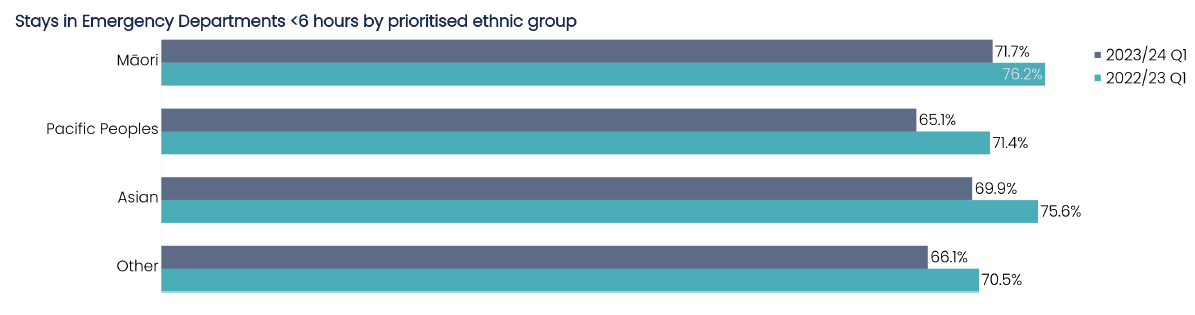 Stays in Emergency Departments <6 hours by prioritised ethnic group
Māori
71.7%
76.2%
2023/24 Q1
2022/23 Q1
Pacific Peoples
65.1%
71.4%
Asian
69.9%
75.6%
Other
66.1%
70.5%